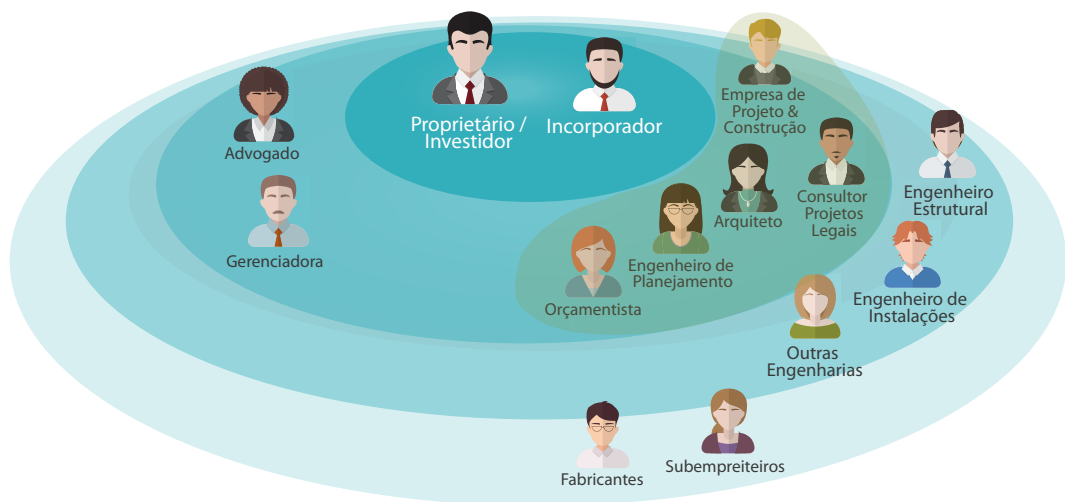 Proprietário /
Investidor
Incorporador
Empresa de
Projeto &
Construção
Advogado
Gerenciadora
Arquiteto
Consultor
Projetos
Legais
Engenheiro
Estrutural
Engenheiro de
Planejamento
Orçamentista
Engenheiro de
Instalações
Outras
Engenharias
Fabricantes
Subempreiteiros